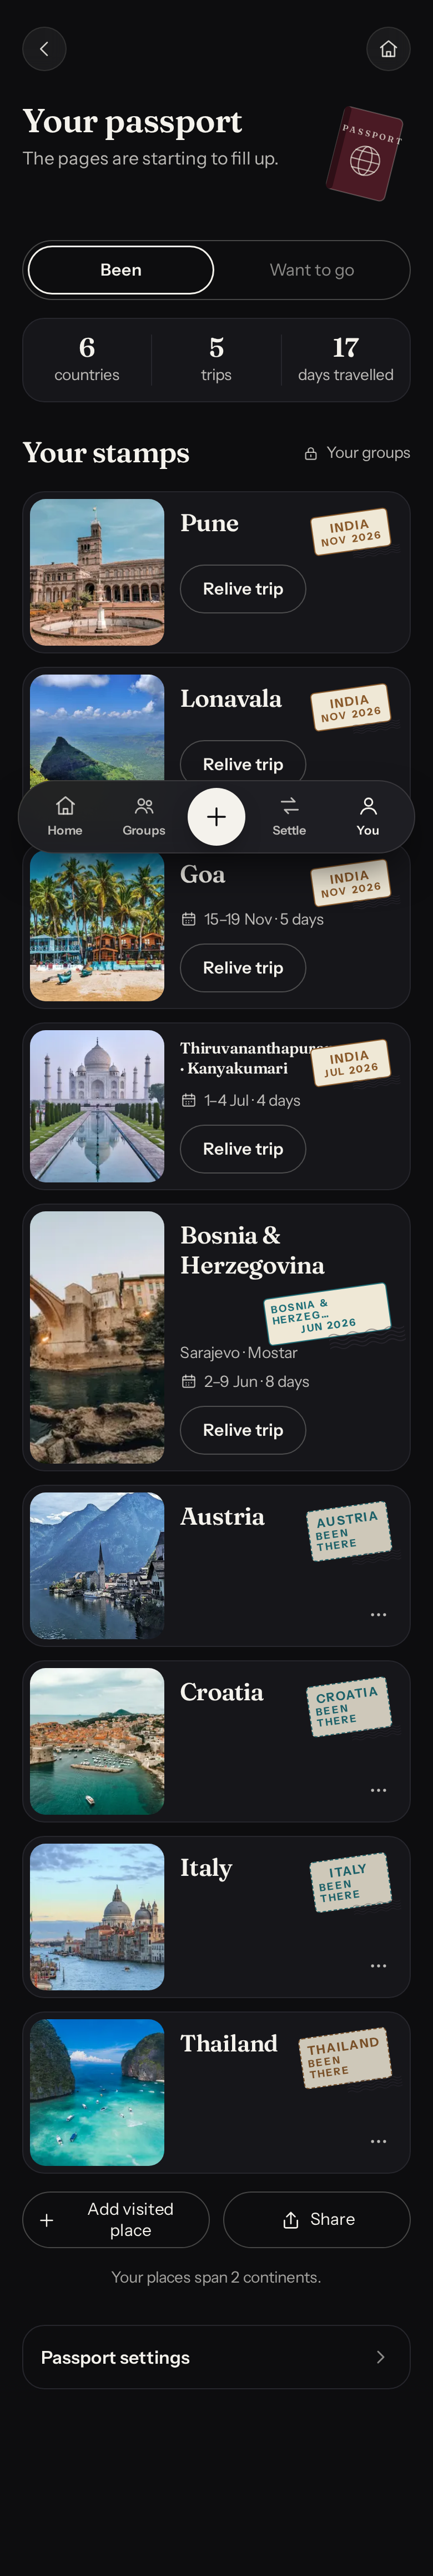 Your passport
The pages are starting to fill up.
PASSPORT
Been
Want to go
6
countries
5
trips
17
days travelled
Your stamps
Your groups
Pune
INDIA
NOV 2026
Relive trip
Lonavala
INDIA
NOV 2026
Relive trip
Home
Groups
Settle
You
Goa
INDIA
NOV 2026
15–19 Nov · 5 days
Relive trip
· Kanyakumari
INDIA
JUL 2026
1–4 Jul · 4 days
Relive trip
Bosnia &
Herzegovina
BOSNIA &
HERZEG...
JUN 2026
Sarajevo · Mostar
2–9 Jun · 8 days
Relive trip
Austria
AUSTRIA
BEEN
THERE
Croatia
CROATIA
BEEN
THERE
Italy
ITALY
BEEN
THERE
Thailand
THAILAND
BEEN
THERE
Add visited
place
Share
Your places span 2 continents.
Passport settings